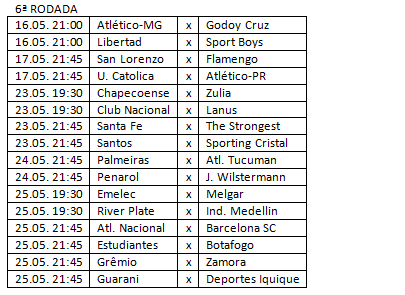 6ª RODADA
16.05. 21:00 Atlético-MG x Godoy Cruz
16.05. 21:00 Libertad x Sport Boys
17.05. 21:45 San Lorenzo x Flamengo
17.05. 21:45 U. Catolica x Atlético-PR
23.05. 19:30 Chapecoense x Zulia
23.05. 19:30 Club Nacional x Lanus
23.05. 21:45 Santa Fe x The Strongest
23.05. 21:45 Santos x Sporting Cristal
24.05. 21:45 Palmeiras x Atl. Tucuman
24.05. 21:45 Penarol x J. Wilstermann
25.05. 19:30 Emelec x Melgar
25.05. 19:30 River Plate x Ind. Medellin
25.05. 21:45 Atl. Nacional x Barcelona SC
25.05. 21:45 Estudiantes x Botafogo
25.05. 21:45 Grêmio x Zamora
25.05. 21:45 Guarani x Deportes Iquique